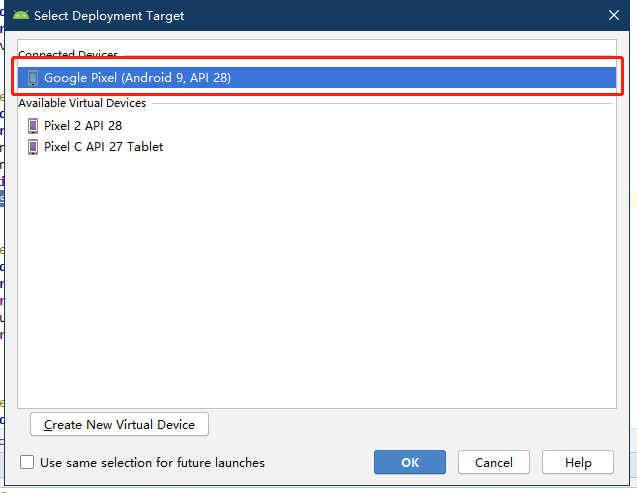 Select Deployment Target
Connected Devices
Google Pixel (Android 9, API 28)
Available Virtual Devices
Pixel 2 API 28
Pixel C API 27 Tablet
Create New Virtual Device
Use same selection for future launches
OK
Cancel
Help